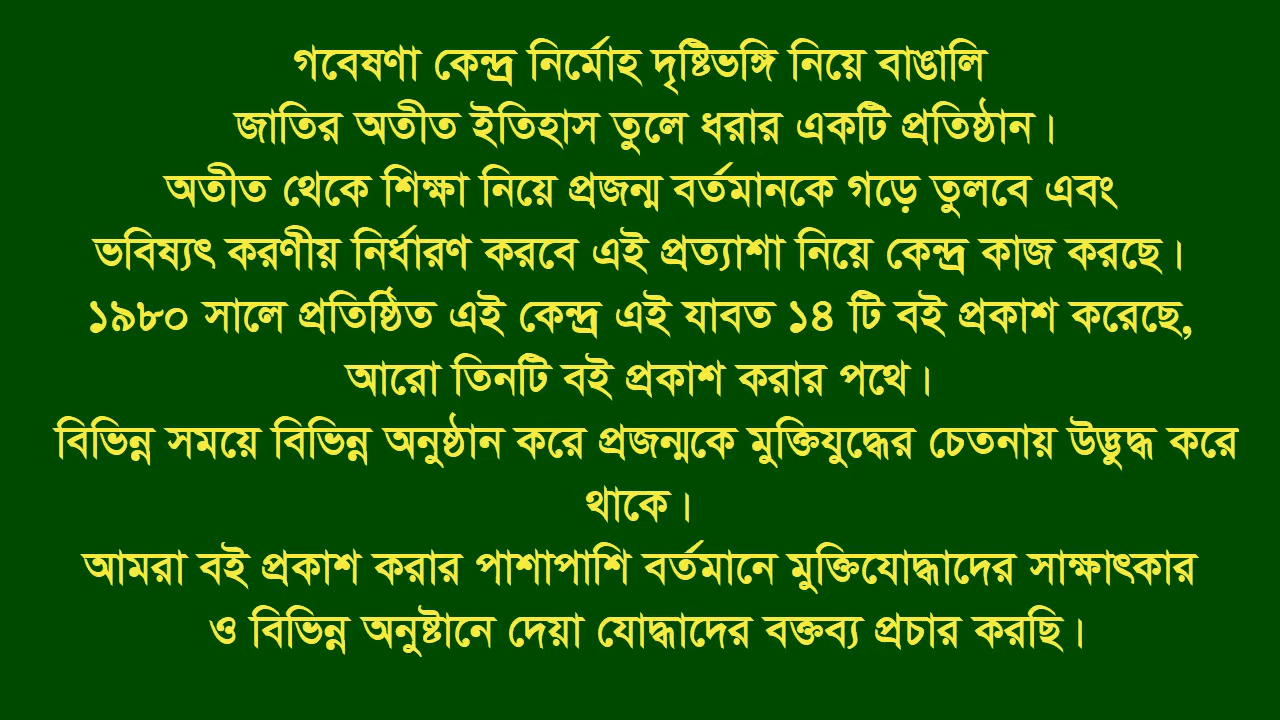 গবেষণা কেন্দ্র নির্মোহ দৃষ্টিভঙ্গি নিয়ে বাঙালি
জাতির অতীত ইতিহাস তুলে ধরার একটি প্রতিষ্ঠান।
অতীত থেকে শিক্ষা নিয়ে প্রজন্ম বর্তমানকে গড়ে তুলবে এবং
ভবিষ্যৎ করণীয় নির্ধারণ করবে এই প্রত্যাশা নিয়ে কেন্দ্র কাজ করছে।
১৯৮০ সালে প্রতিষ্ঠিত এই কেন্দ্র এই যাবত ১৪ টি বই প্রকাশ করেছে,
আরো তিনটি বই প্রকাশ করার পথে।
বিভিন্ন সময়ে বিভিন্ন অনুষ্ঠান করে প্রজন্মকে মুক্তিযুদ্ধের চেতনায় উদ্ভুদ্ধ করে
থাকে।
আমরা বই প্রকাশ করার পাশাপাশি বর্তমানে মুক্তিযোদ্ধাদের সাক্ষাৎকার
ও বিভিন্ন অনুষ্টানে দেয়া যোদ্ধাদের বক্তব্য প্রচার করছি।